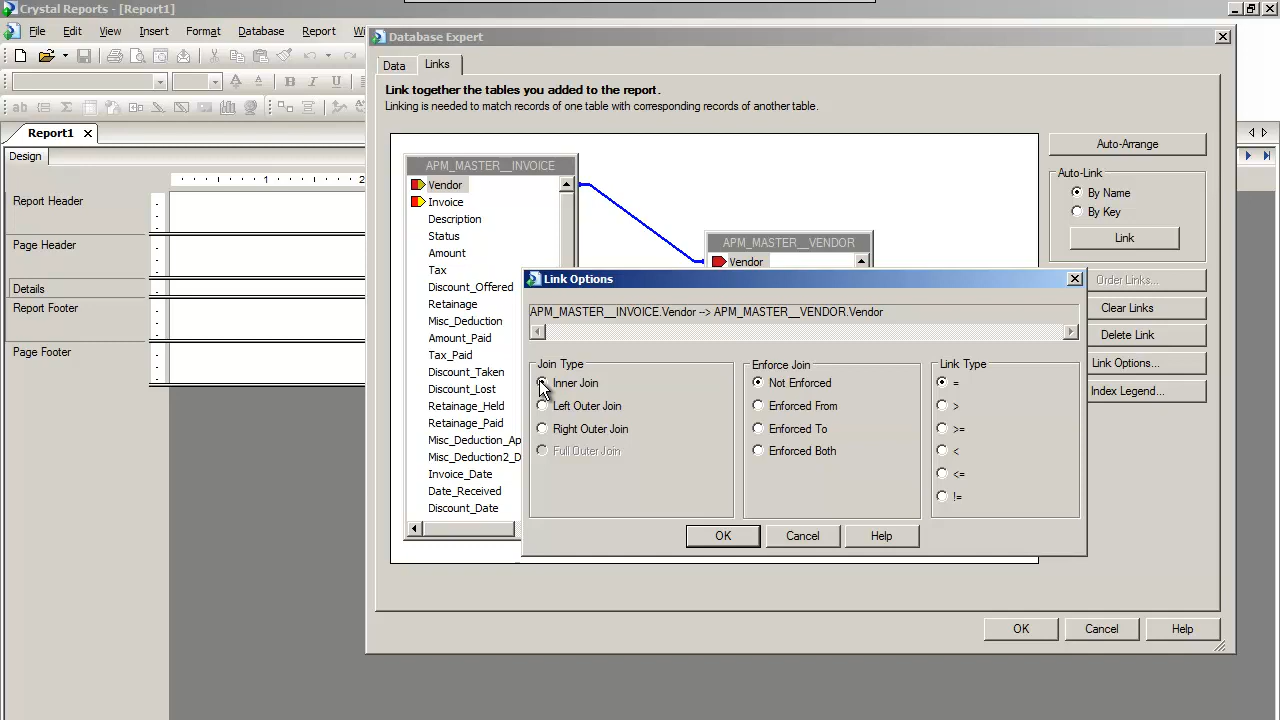 Crystal Reports - [Report1]
File Edit View Insert Format Database Report
Report1
Design
1 2
Report Header
Page Header
Details
Report Footer
Page Footer
Database Expert
Data Links
Link together the tables you added to the report.
Linking is needed to match records of one table with corresponding records of another table.
APM_MASTER__INVOICE
Vendor
Invoice
Description
Status
Amount
Tax
Discount_Offered
Retainage
Misc_Deduction
Amount_Paid
Tax_Paid
Discount_Taken
Discount_Lost
Retainage_Held
Retainage_Paid
Misc_Deduction_Ap
Misc_Deduction2_D
Invoice_Date
Date_Received
Discount_Date
APM_MASTER__VENDOR
Vendor
Auto-Arrange
Auto-Link
By Name
By Key
Link
Order Links...
Clear Links
Delete Link
Link Options...
Index Legend...
Link Options
APM_MASTER__INVOICE.Vendor --> APM_MASTER__VENDOR.Vendor
Join Type
Inner Join
Left Outer Join
Right Outer Join
Full Outer Join
Enforce Join
Not Enforced
Enforced From
Enforced To
Enforced Both
Link Type
=
>
>=
<
<=
!=
OK Cancel Help
OK Cancel Help